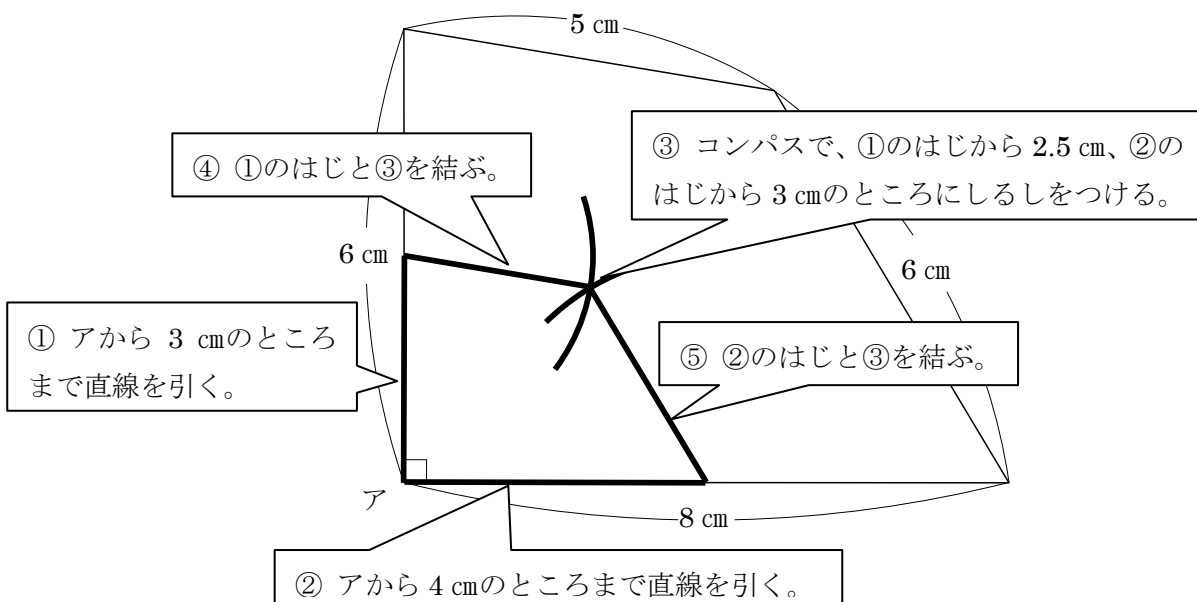 5 ㎝
④ ①のはじと③を結ぶ。
③ コンパスで、①のはじから 2.5 ㎝、②の
はじから 3 ㎝のところにしるしをつける。
6 ㎝
6 ㎝
① アから 3 ㎝のところ
まで直線を引く。
⑤ ②のはじと③を結ぶ。
ア
8 ㎝
② アから 4 ㎝のところまで直線を引く。